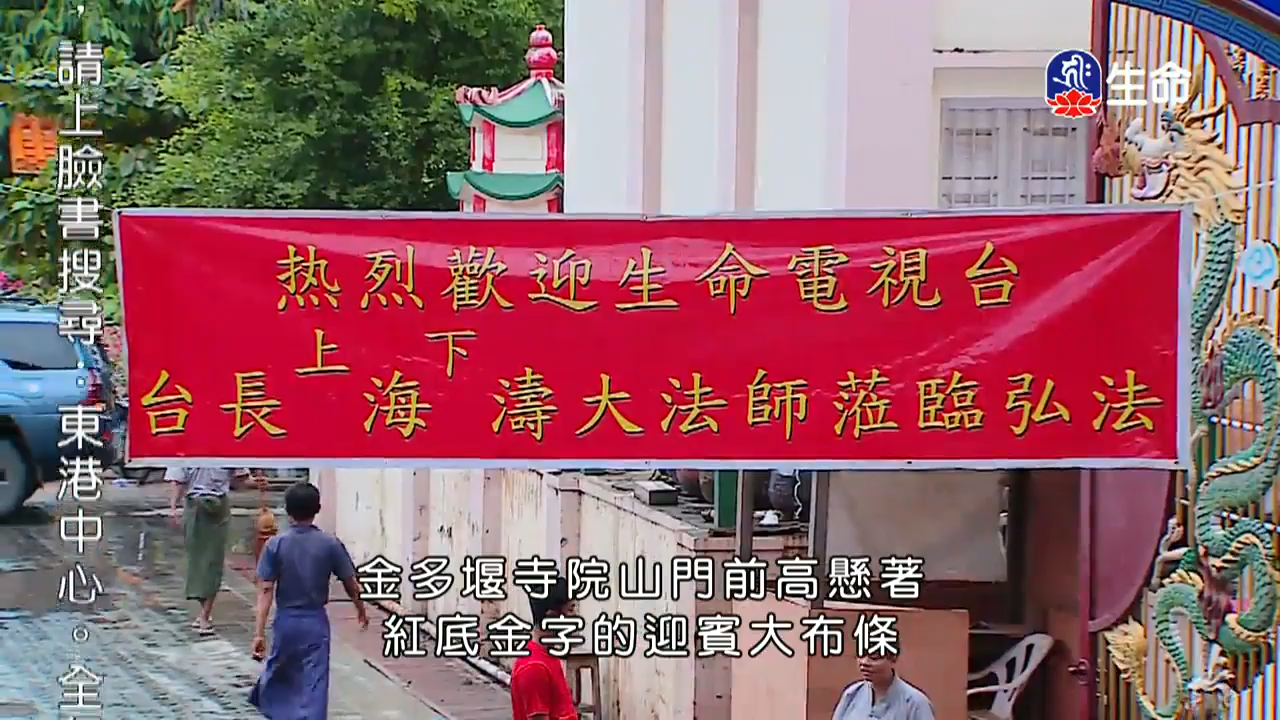 ，請上臉書搜尋：東港中心。全
生命
热烈歡迎生命電視台
上 下
台長 海 濤大法師蒞臨弘法
金多堰寺院山門前高懸著
紅底金字的迎賓大布條